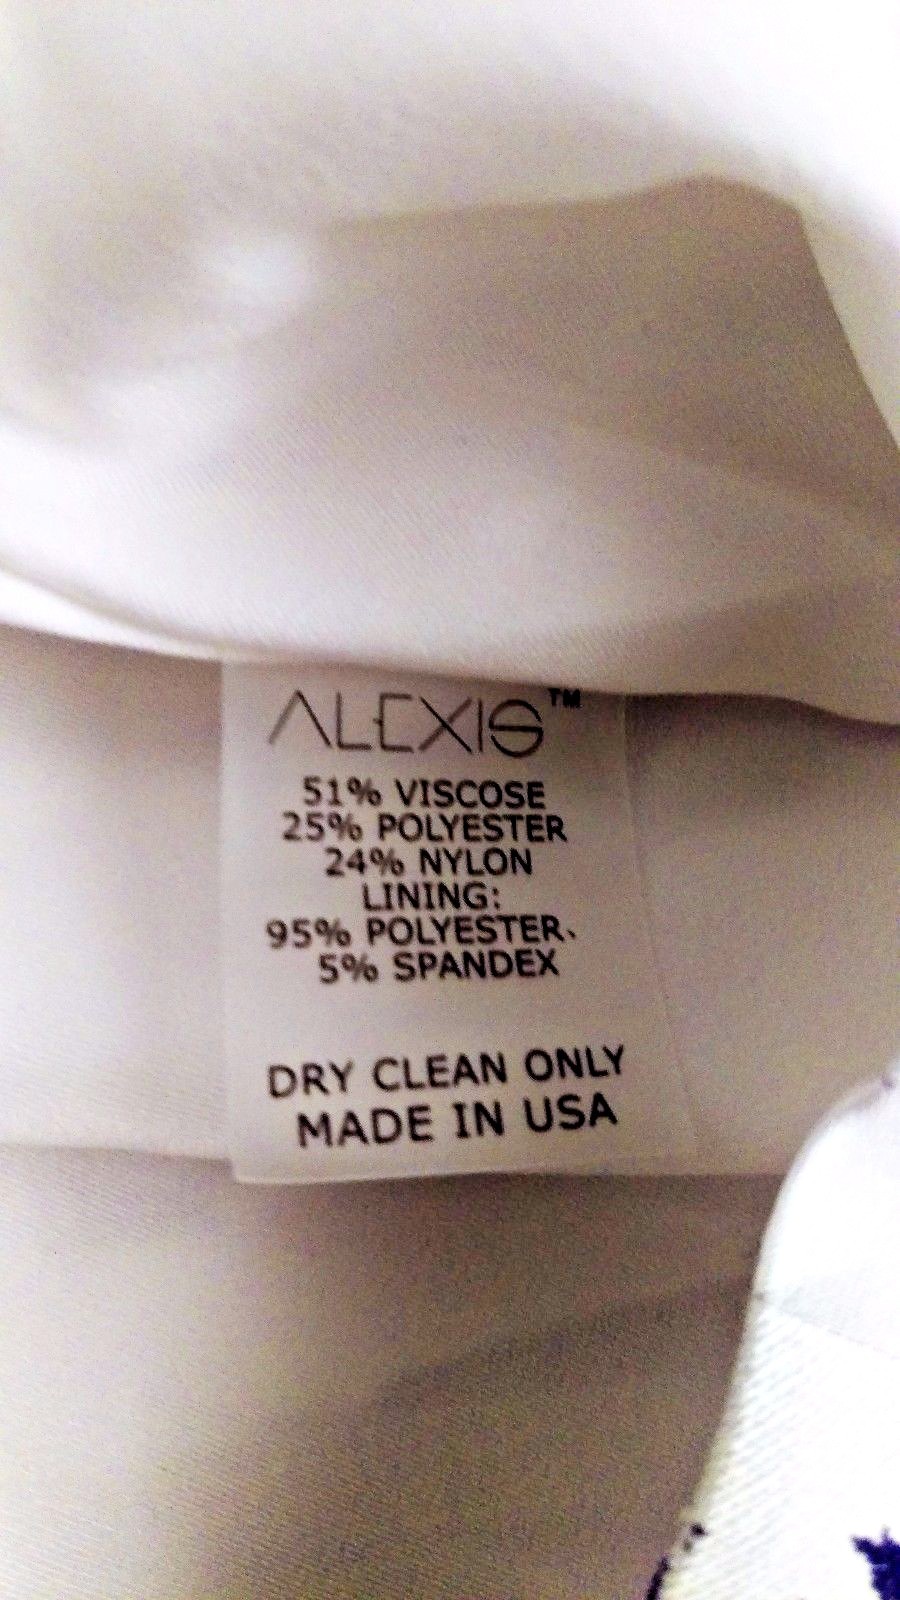 ALEXIS™
51% VISCOSE
25% POLYESTER
24% NYLON
LINING:
95% POLYESTER
5% SPANDEX
DRY CLEAN ONLY
MADE IN USA